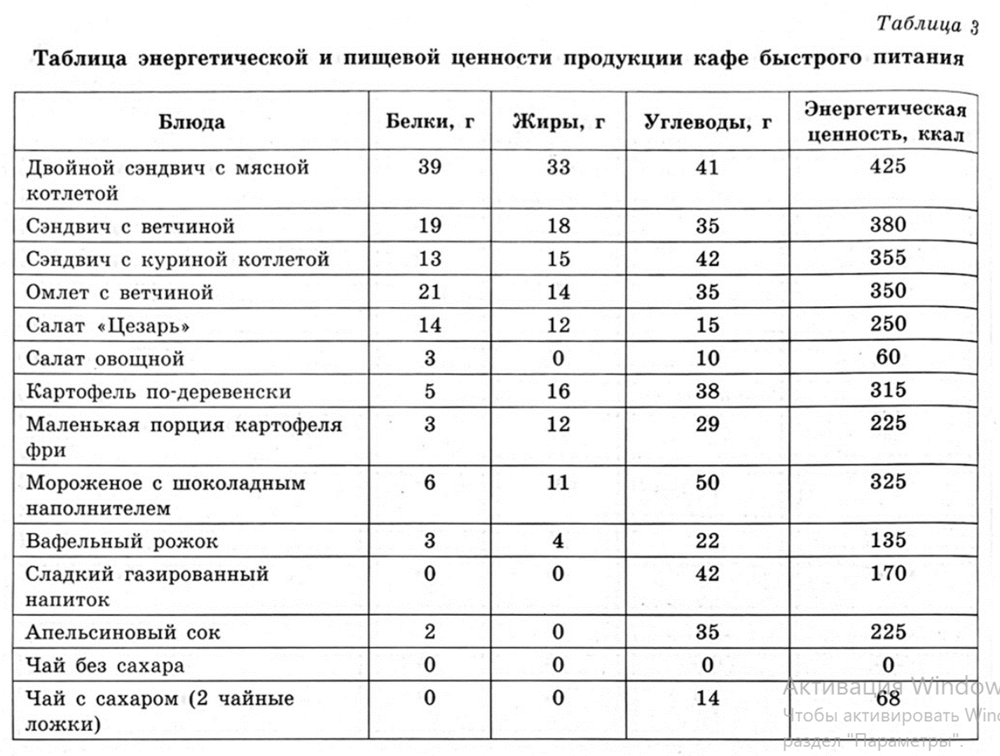 Таблица 3
Таблица энергетической и пищевой ценности продукции кафе быстрого питания
Блюда Белки, г Жиры, г Углеводы, г Энергетическая ценность, ккал
Двойной сэндвич с мясной 39 33 41 425
котлетой
Сэндвич с ветчиной 19 18 35 380
Сэндвич с куриной котлетой 13 15 42 355
Омлет с ветчиной 21 14 35 350
Салат «Цезарь» 14 12 15 250
Салат овощной 3 0 10 60
Картофель по-деревенски 5 16 38 315
Маленькая порция картофеля 3 12 29 225
фри
Мороженое с шоколадным 6 11 50 325
наполнителем
Вафельный рожок 3 4 22 135
Сладкий газированный 0 0 42 170
напиток
Апельсиновый сок 2 0 35 225
Чай без сахара 0 0 0 0
Активация Window
Чай с сахаром (2 чайные 0 0 14 68
ложки)
Чтобы активировать Wind
раздел "Параметры".